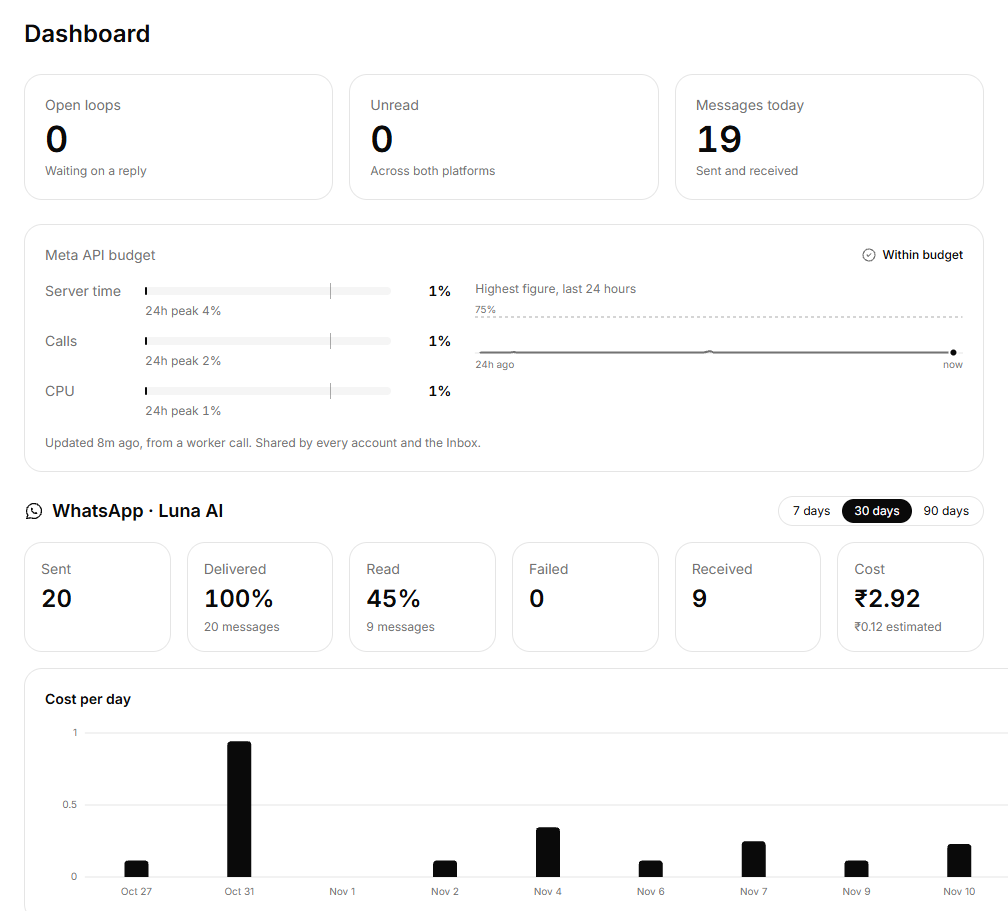 Dashboard
Open loops
0
Waiting on a reply
Unread
0
Across both platforms
Messages today
19
Sent and received
Meta API budget
Within budget
Server time
1%
24h peak 4%
Calls
1%
24h peak 2%
CPU
1%
24h peak 1%
Highest figure, last 24 hours
75%
24h ago
now
Updated 8m ago, from a worker call. Shared by every account and the Inbox.
WhatsApp · Luna AI
7 days
30 days
90 days
Sent
20
Delivered
100%
20 messages
Read
45%
9 messages
Failed
0
Received
9
Cost
₹2.92
₹0.12 estimated
Cost per day
1
0.5
0
Oct 27
Oct 31
Nov 1
Nov 2
Nov 4
Nov 6
Nov 7
Nov 9
Nov 10